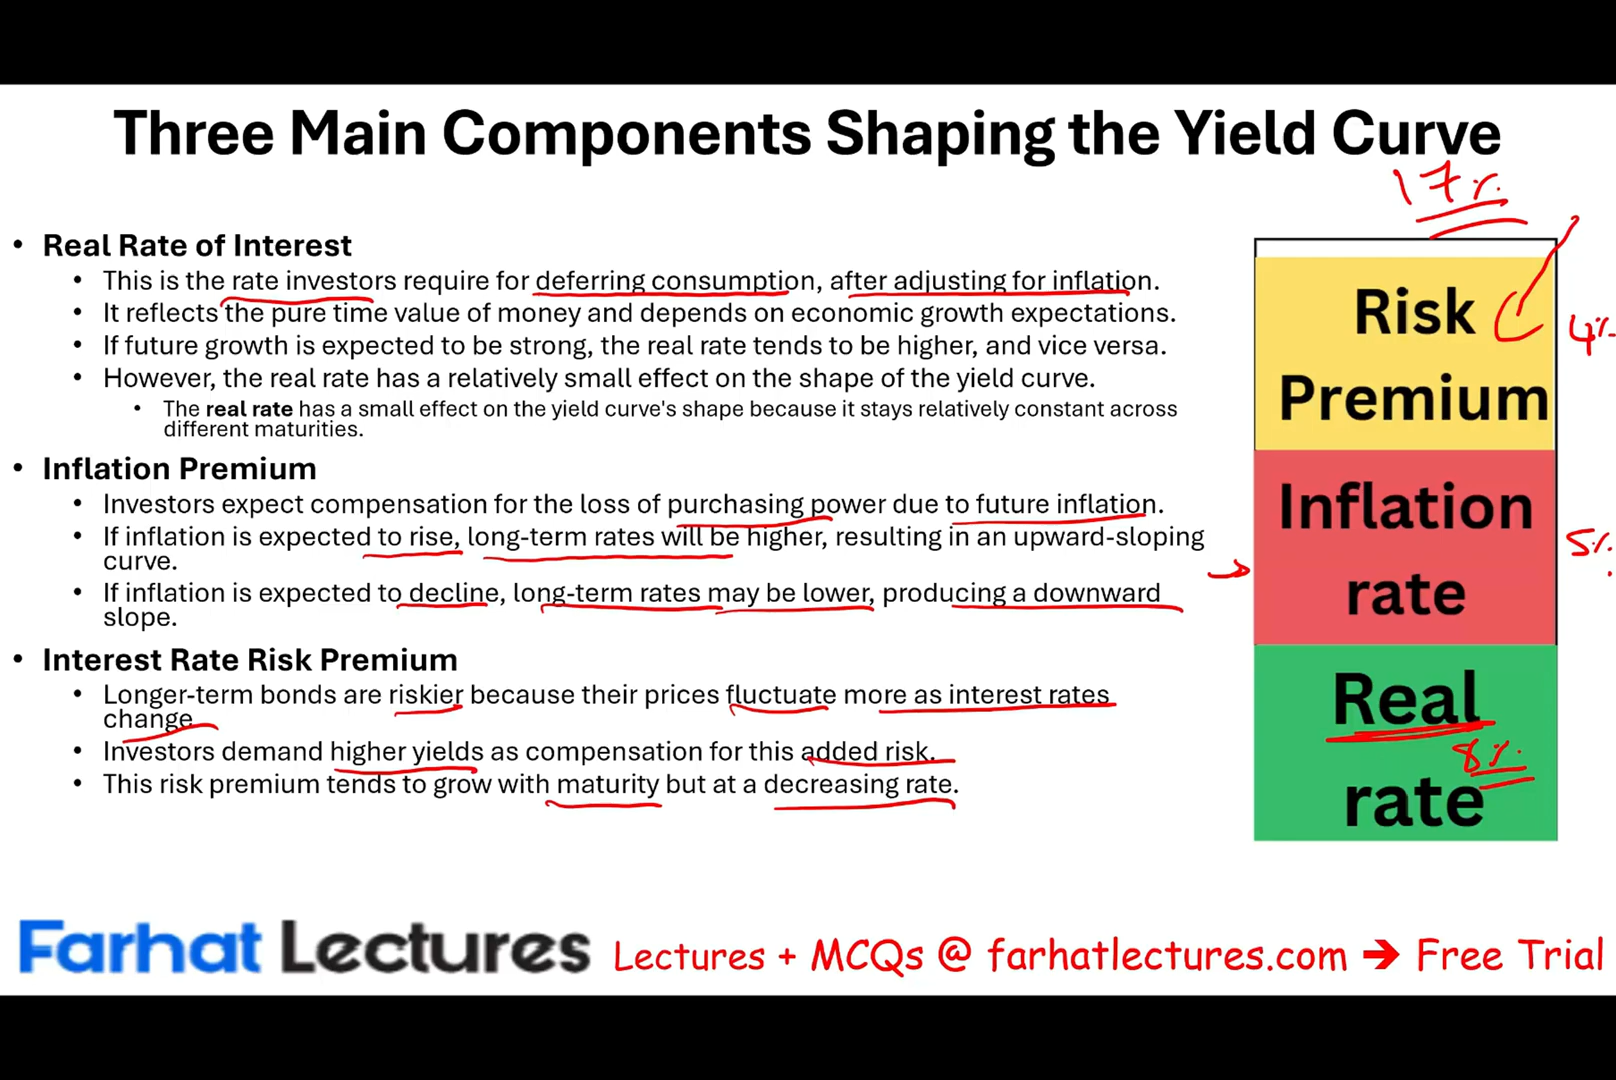 Three Main Components Shaping the Yield Curve
17%
• Real Rate of Interest
• This is the rate investors require for deferring consumption, after adjusting for inflation.
• It reflects the pure time value of money and depends on economic growth expectations.
• If future growth is expected to be strong, the real rate tends to be higher, and vice versa.
• However, the real rate has a relatively small effect on the shape of the yield curve.
• The real rate has a small effect on the yield curve's shape because it stays relatively constant across
different maturities.
• Inflation Premium
• Investors expect compensation for the loss of purchasing power due to future inflation.
• If inflation is expected to rise, long-term rates will be higher, resulting in an upward-sloping
curve.
• If inflation is expected to decline, long-term rates may be lower, producing a downward
slope.
• Interest Rate Risk Premium
• Longer-term bonds are riskier because their prices fluctuate more as interest rates
change.
• Investors demand higher yields as compensation for this added risk.
• This risk premium tends to grow with maturity but at a decreasing rate.
Risk
4%
Premium
Inflation
5%
rate
Real
8%
rate
Farhat Lectures
Lectures + MCQs @ farhatlectures.com → Free Trial